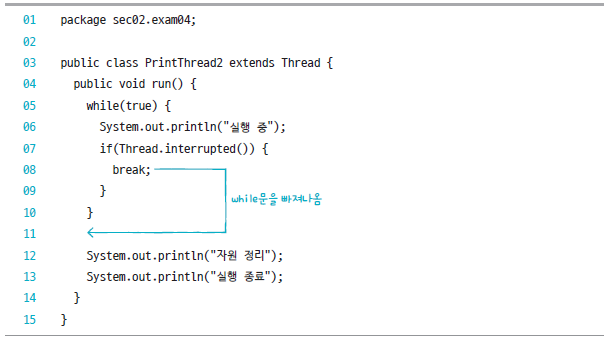 01 package sec02.exam04;
02
03 public class PrintThread2 extends Thread {
04 public void run() {
05 while(true) {
06 System.out.println("실행 중");
07 if(Thread.interrupted()) {
08 break;
09 } while문을 빠져나옴
10 }
11
12 System.out.println("자원 정리");
13 System.out.println("실행 종료");
14 }
15 }